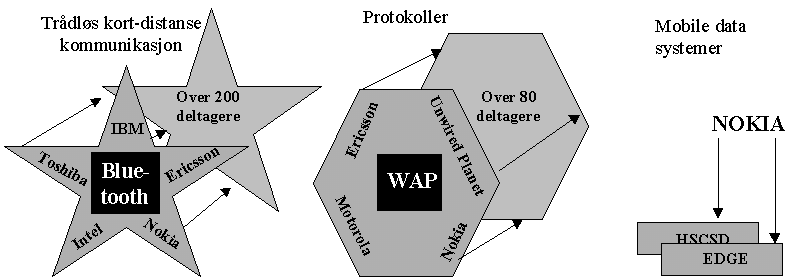 Trådløs kort-distanse
kommunikasjon
Over 200
deltagere
IBM
Toshiba
Ericsson
Blue-
tooth
Intel
Nokia
Protokoller
Over 80
deltagere
Ericsson
Unwired Planet
WAP
Motorola
Nokia
Mobile data
systemer
NOKIA
HSCSD
EDGE